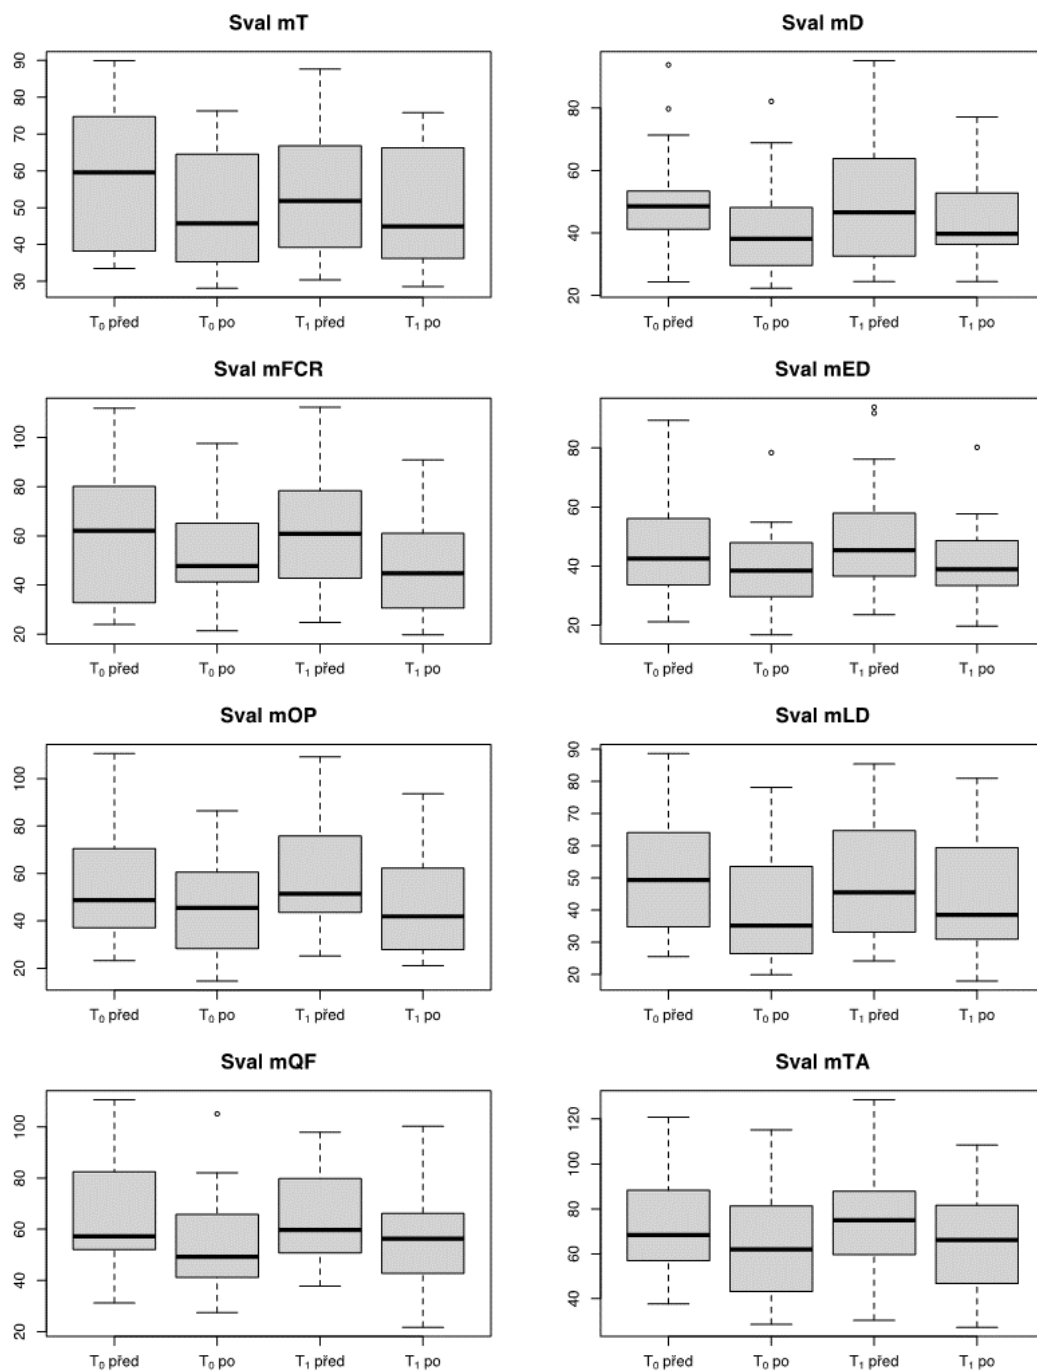 Sval mT
90
80
70
60
50
40
30
T₀ před T₀ po T₁ před T₁ po
Sval mD
80
60
40
20
T₀ před T₀ po T₁ před T₁ po
Sval mFCR
100
80
60
40
20
T₀ před T₀ po T₁ před T₁ po
Sval mED
80
60
40
20
T₀ před T₀ po T₁ před T₁ po
Sval mOP
100
80
60
40
20
T₀ před T₀ po T₁ před T₁ po
Sval mLD
90
80
70
60
50
40
30
20
T₀ před T₀ po T₁ před T₁ po
Sval mQF
100
80
60
40
20
T₀ před T₀ po T₁ před T₁ po
Sval mTA
120
100
80
60
40
T₀ před T₀ po T₁ před T₁ po